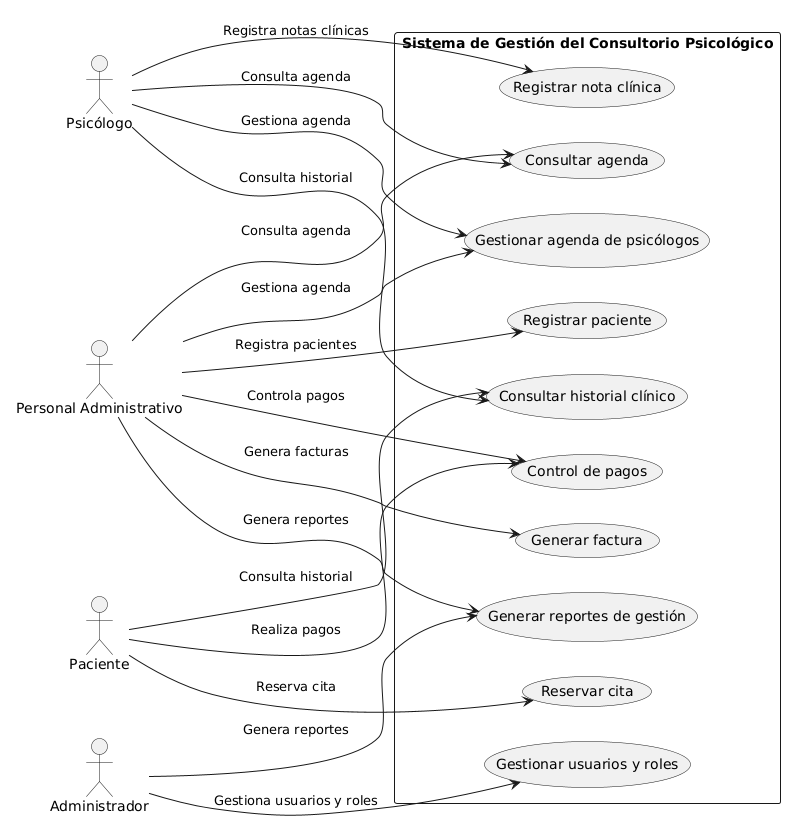 Registra notas clínicas
Sistema de Gestión del Consultorio Psicológico
Consulta agenda
Registrar nota clínica
Psicólogo
Gestiona agenda
Consultar agenda
Consulta historial
Consulta agenda
Gestionar agenda de psicólogos
Gestiona agenda
Registrar paciente
Registra pacientes
Personal Administrativo
Controla pagos
Consultar historial clínico
Genera facturas
Control de pagos
Genera reportes
Generar factura
Consulta historial
Generar reportes de gestión
Realiza pagos
Paciente
Reserva cita
Reservar cita
Genera reportes
Gestionar usuarios y roles
Administrador
Gestiona usuarios y roles